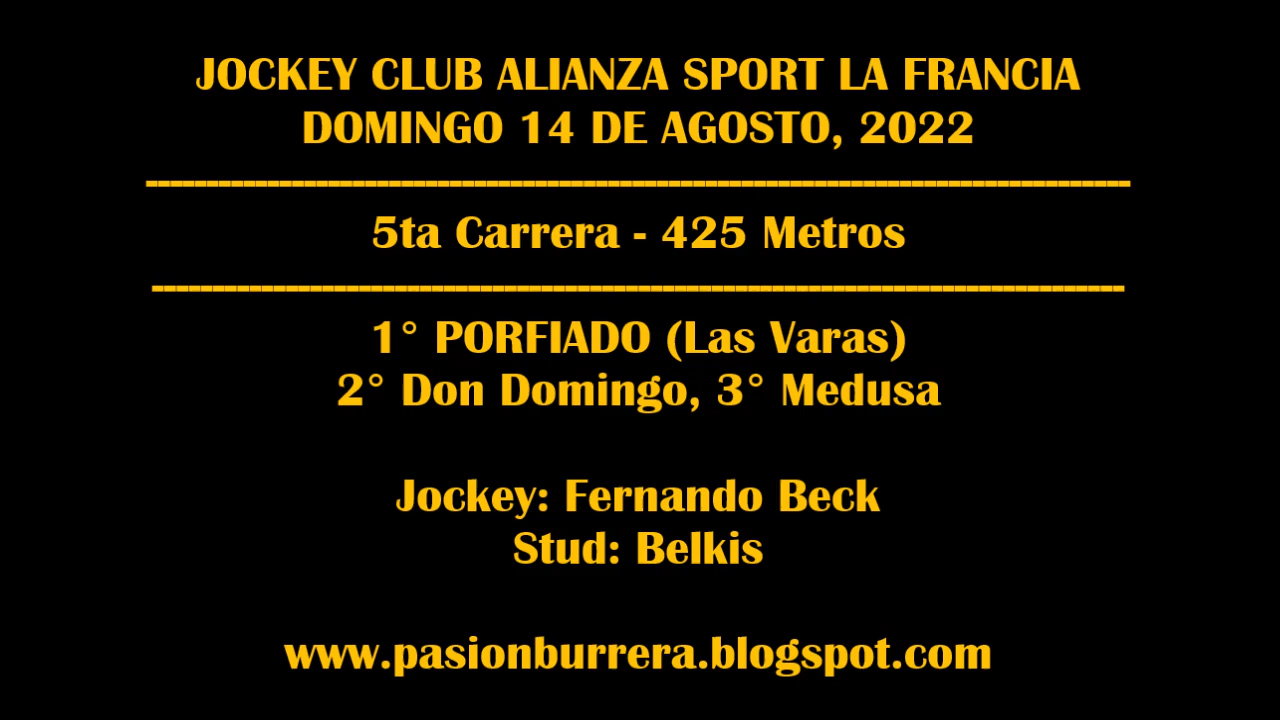 JOCKEY CLUB ALIANZA SPORT LA FRANCIA
DOMINGO 14 DE AGOSTO, 2022
5ta Carrera - 425 Metros
1° PORFIADO (Las Varas)
2° Don Domingo, 3° Medusa
Jockey: Fernando Beck
Stud: Belkis
www.pasionburrera.blogspot.com